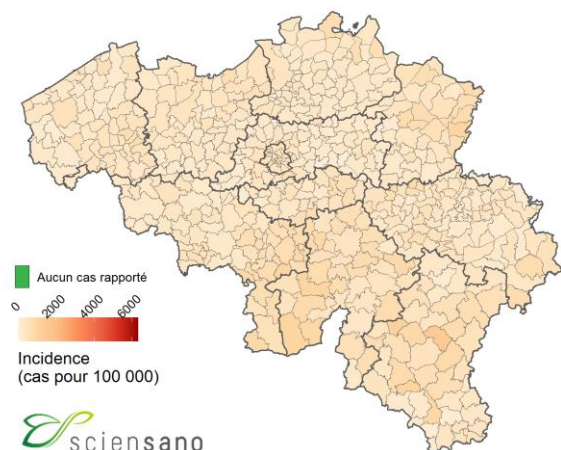 Aucun cas rapporté
0 2000 4000 6000
Incidence
(cas pour 100 000)
sciensano